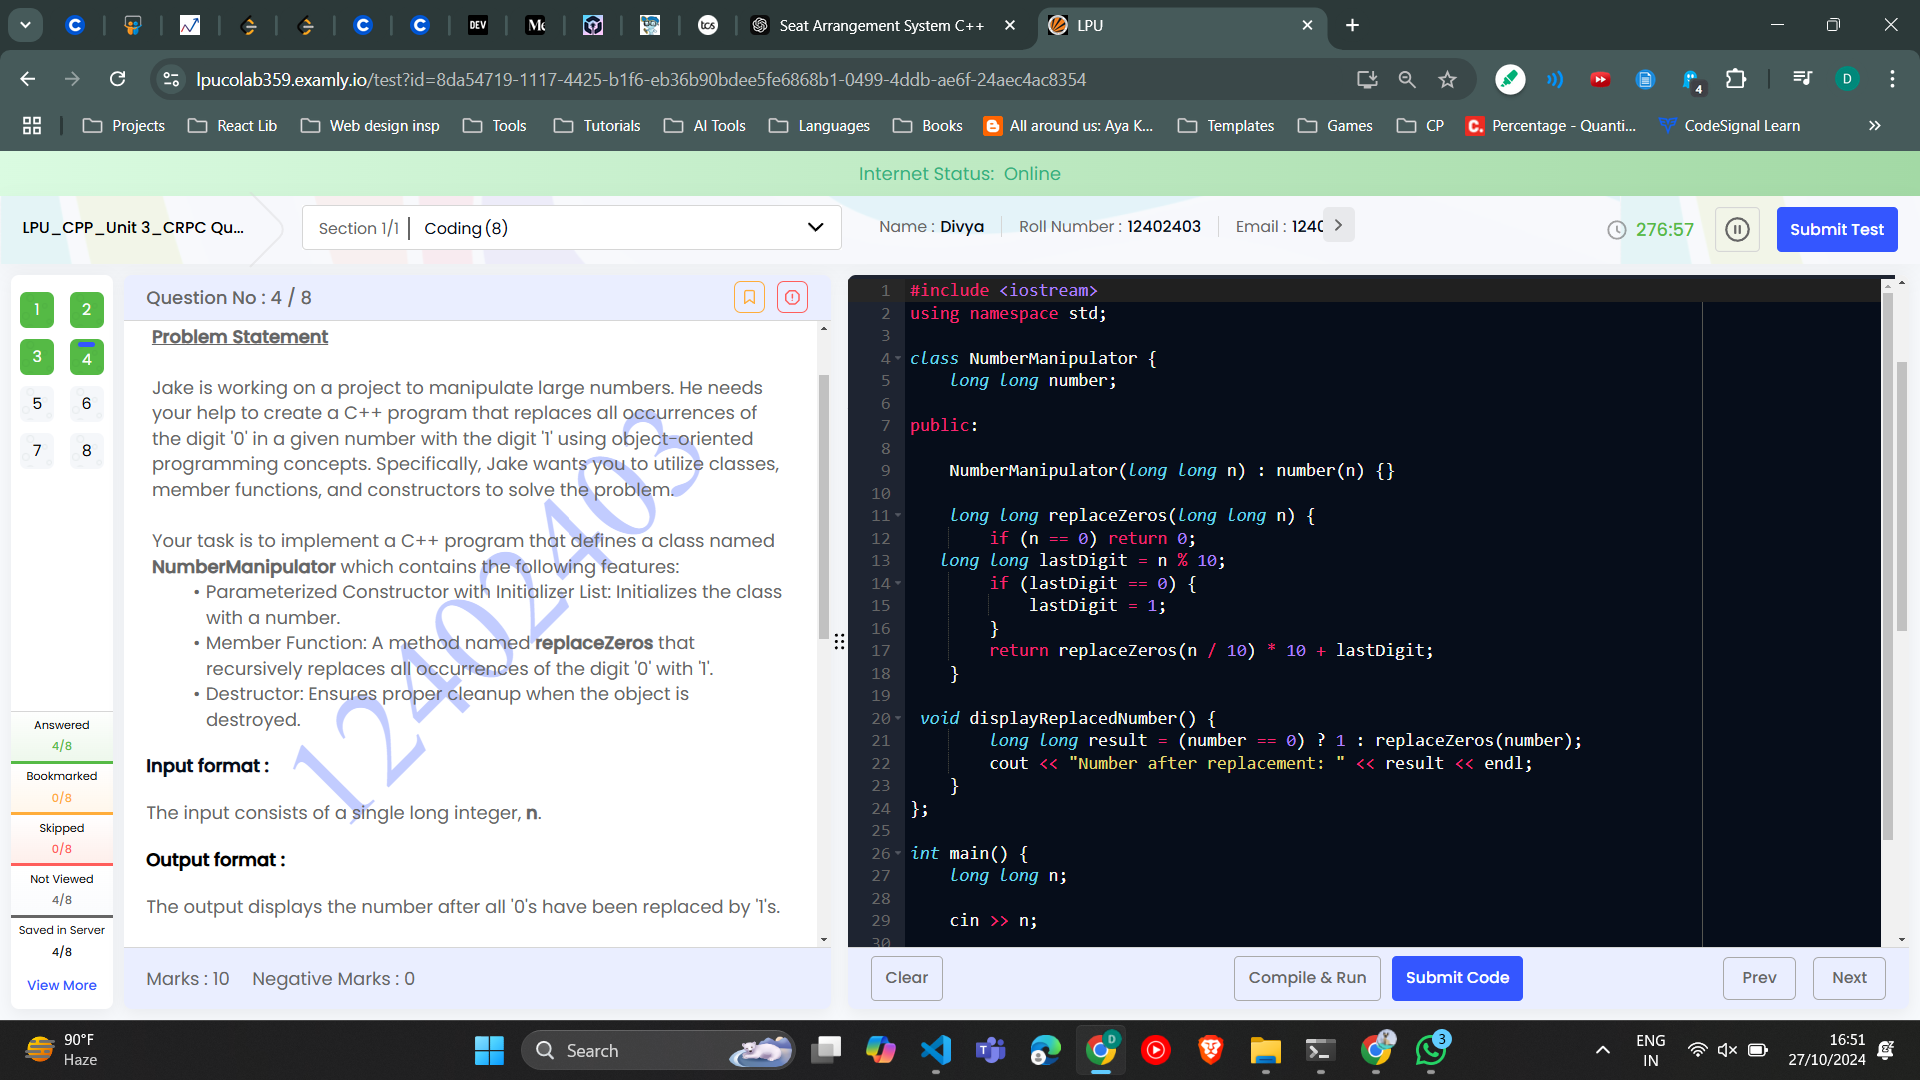 DEV
Mc
tcs
Seat Arrangement System C++
LPU
lpucolab359.examly.io/test?id=8da54719-1117-4425-b1f6-eb36b90bdee5fe6868b1-0499-4ddb-ae6f-24aec4ac8354
4
D
Projects
React Lib
Web design insp
Tools
Tutorials
AI Tools
Languages
Books
All around us: Aya K...
Templates
Games
CP
Percentage - Quanti...
CodeSignal Learn
Internet Status: Online
LPU_CPP_Unit 3_CRPC Qu...
Section 1/1 | Coding (8)
Name : Divya
Roll Number : 12402403
Email : 1240
276:57
Submit Test
1 2
3 4
5 6
7 8
Answered
4/8
Bookmarked
0/8
Skipped
0/8
Not Viewed
4/8
Saved in Server
4/8
View More
Question No : 4 / 8
Problem Statement
Jake is working on a project to manipulate large numbers. He needs
your help to create a C++ program that replaces all occurrences of
the digit '0' in a given number with the digit '1' using object-oriented
programming concepts. Specifically, Jake wants you to utilize classes,
member functions, and constructors to solve the problem.
Your task is to implement a C++ program that defines a class named
NumberManipulator which contains the following features:
• Parameterized Constructor with Initializer List: Initializes the class
with a number.
• Member Function: A method named replaceZeros that
recursively replaces all occurrences of the digit '0' with '1'.
• Destructor: Ensures proper cleanup when the object is
destroyed.
Input format :
The input consists of a single long integer, n.
Output format :
The output displays the number after all '0's have been replaced by '1's.
12402403
Marks : 10 Negative Marks : 0
1 #include <iostream>
2 using namespace std;
3
4 class NumberManipulator {
5 long long number;
6
7 public:
8
9 NumberManipulator(long long n) : number(n) {}
10
11 long long replaceZeros(long long n) {
12 if (n == 0) return 0;
13 long long lastDigit = n % 10;
14 if (lastDigit == 0) {
15 lastDigit = 1;
16 }
17 return replaceZeros(n / 10) * 10 + lastDigit;
18 }
19
20 void displayReplacedNumber() {
21 long long result = (number == 0) ? 1 : replaceZeros(number);
22 cout << "Number after replacement: " << result << endl;
23 }
24 };
25
26 int main() {
27 long long n;
28
29 cin >> n;
30
Clear
Compile & Run
Submit Code
Prev
Next
90°F
Haze
Search
D
3
ENG
IN
16:51
27/10/2024